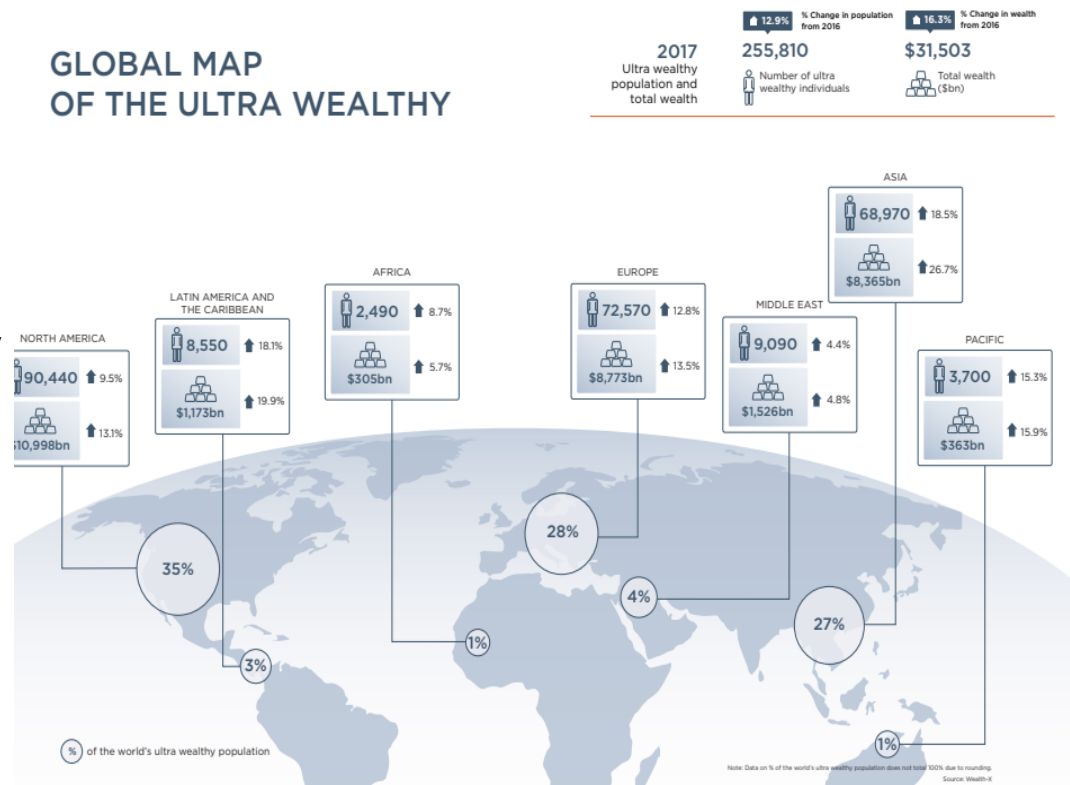 GLOBAL MAP
OF THE ULTRA WEALTHY
2017
Ultra wealthy
population and
total wealth
12.9%
% Change in population
from 2016
255,810
Number of ultra
wealthy individuals
16.3%
% Change in wealth
from 2016
$31,503
Total wealth
($bn)
NORTH AMERICA
90,440
9.5%
$10,998bn
13.1%
LATIN AMERICA AND
THE CARIBBEAN
8,550
18.1%
$1,173bn
19.9%
AFRICA
2,490
8.7%
$305bn
5.7%
EUROPE
72,570
12.8%
$8,773bn
13.5%
MIDDLE EAST
9,090
4.4%
$1,526bn
4.8%
ASIA
68,970
18.5%
$8,365bn
26.7%
PACIFIC
3,700
15.3%
$363bn
15.9%
35%
3%
1%
28%
4%
27%
1%
% of the world's ultra wealthy population
Note: Data on % of the world's ultra wealthy population does not total 100% due to rounding.
Source: Wealth-X